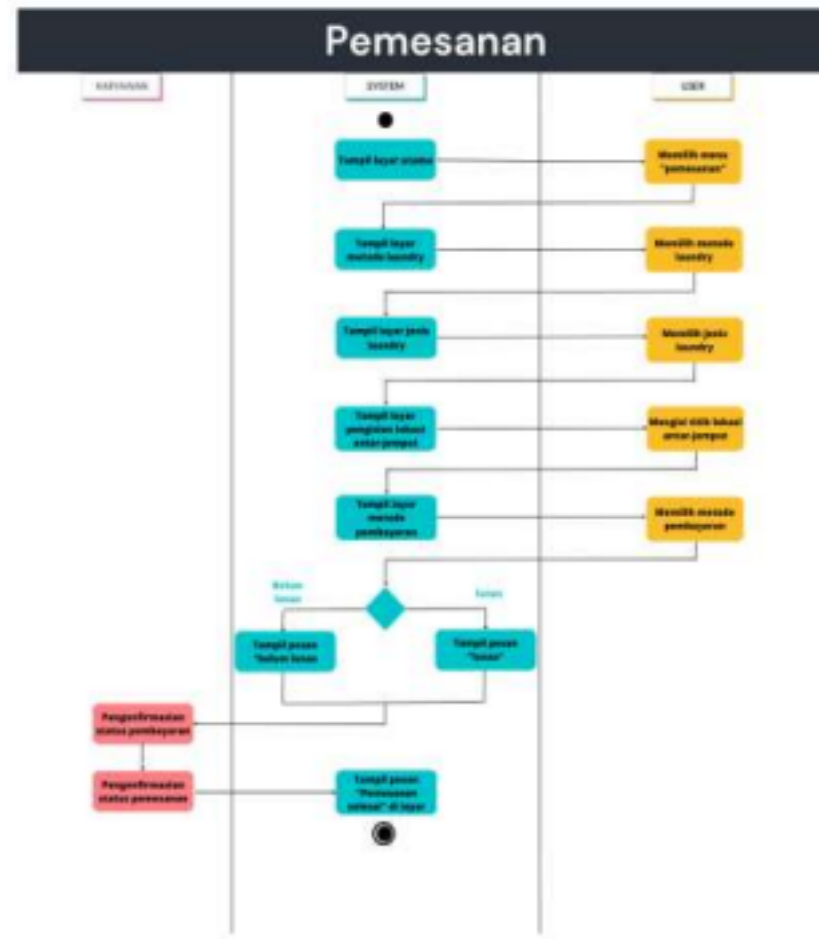 Pemesanan
KARYAWAN
SYSTEM
USER
Tampil layar utama
Memilih menu
"pemesanan"
Tampil layar
metode laundry
Memilih metode
laundry
Tampil layar jenis
laundry
Memilih jenis
laundry
Tampil layar
pengisian lokasi
antar-jemput
Mengisi titik lokasi
antar-jemput
Tampil layar
metode
pembayaran
Memilih metode
pembayaran
Belum
lunas
lunas
Tampil pesan
"belum lunas
Tampil pesan
"lunas"
Pengonfirmasian
status pembayaran
Pengonfirmasian
status pemesanan
Tampil pesan
"Pemesanan
selesai" di layar